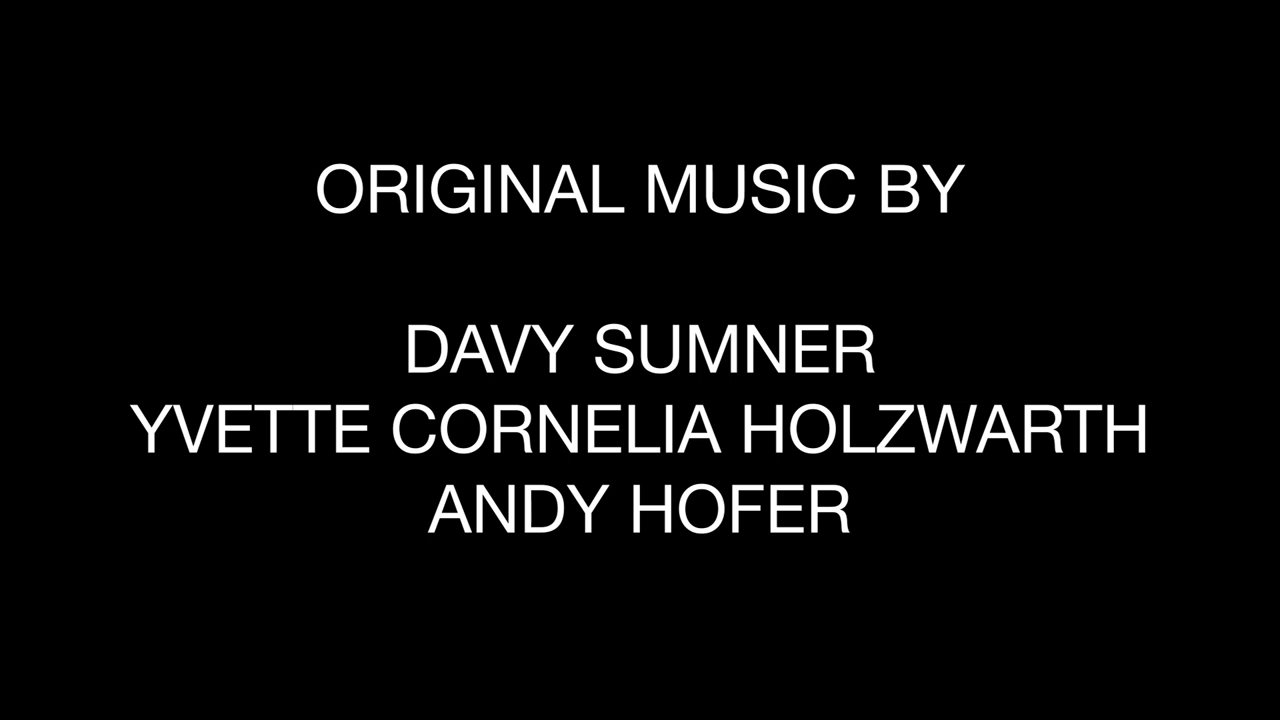 ORIGINAL MUSIC BY
DAVY SUMNER
YVETTE CORNELIA HOLZWARTH
ANDY HOFER